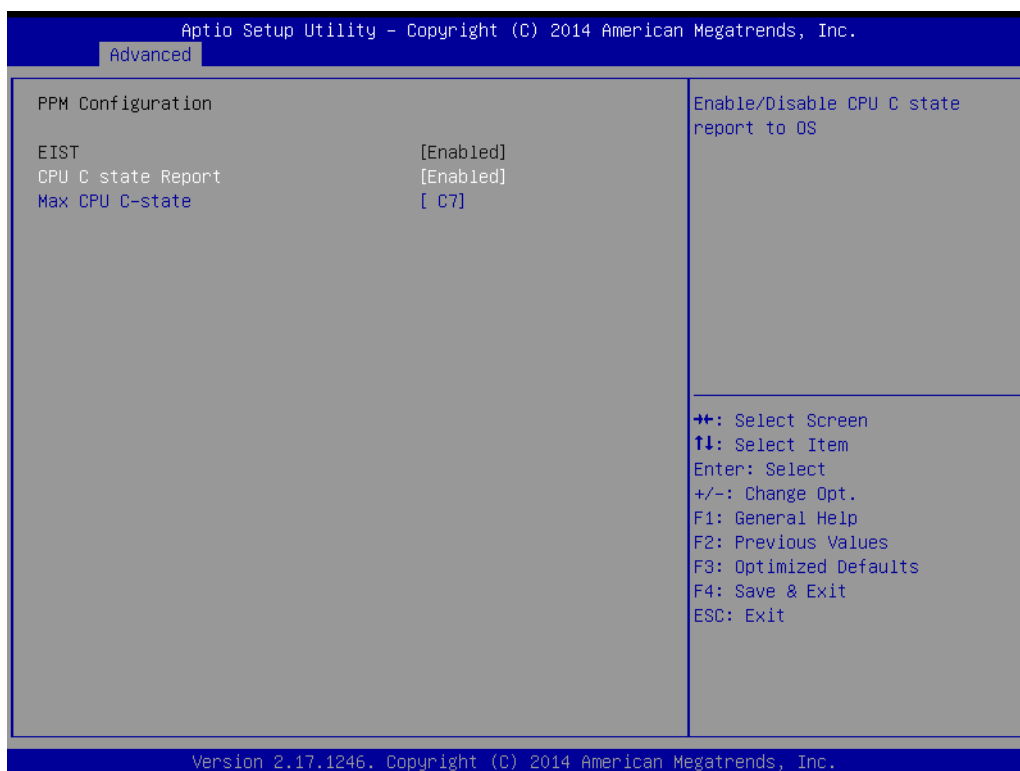 Aptio Setup Utility – Copyright (C) 2014 American Megatrends, Inc.
Advanced
PPM Configuration
EIST [Enabled]
CPU C state Report [Enabled]
Max CPU C-state [ C7]
Enable/Disable CPU C state
report to OS
→←: Select Screen
↑↓: Select Item
Enter: Select
+/-: Change Opt.
F1: General Help
F2: Previous Values
F3: Optimized Defaults
F4: Save & Exit
ESC: Exit
Version 2.17.1246. Copyright (C) 2014 American Megatrends, Inc.